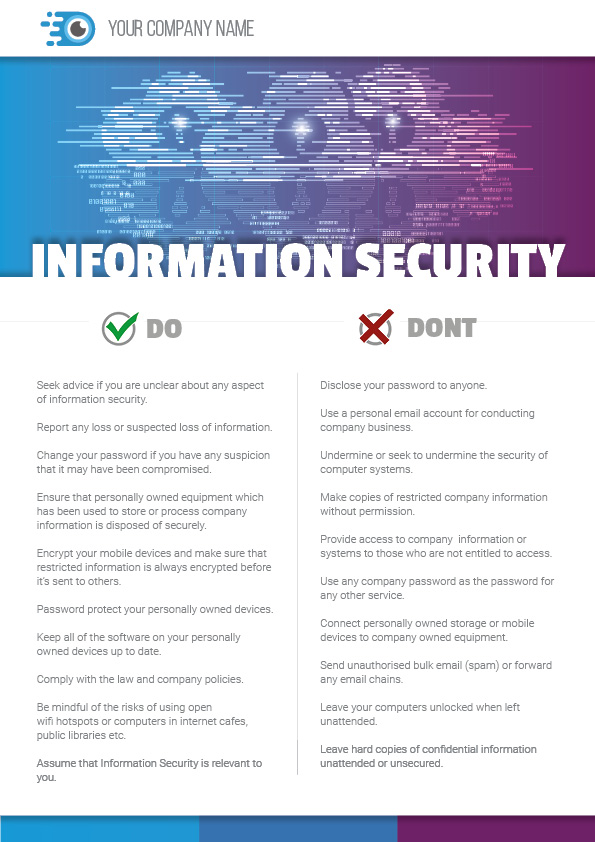 YOUR COMPANY NAME
INFORMATION SECURITY
DO
Seek advice if you are unclear about any aspect
of information security.
Report any loss or suspected loss of information.
Change your password if you have any suspicion
that it may have been compromised.
Ensure that personally owned equipment which
has been used to store or process company
information is disposed of securely.
Encrypt your mobile devices and make sure that
restricted information is always encrypted before
it's sent to others.
Password protect your personally owned devices.
Keep all of the software on your personally
owned devices up to date.
Comply with the law and company policies.
Be mindful of the risks of using open
wifi hotspots or computers in internet cafes,
public libraries etc.
Assume that Information Security is relevant to
you.
DONT
Disclose your password to anyone.
Use a personal email account for conducting
company business.
Undermine or seek to undermine the security of
computer systems.
Make copies of restricted company information
without permission.
Provide access to company  information or
systems to those who are not entitled to access.
Use any company password as the password for
any other service.
Connect personally owned storage or mobile
devices to company owned equipment.
Send unauthorised bulk email (spam) or forward
any email chains.
Leave your computers unlocked when left
unattended.
Leave hard copies of confidential information
unattended or unsecured.